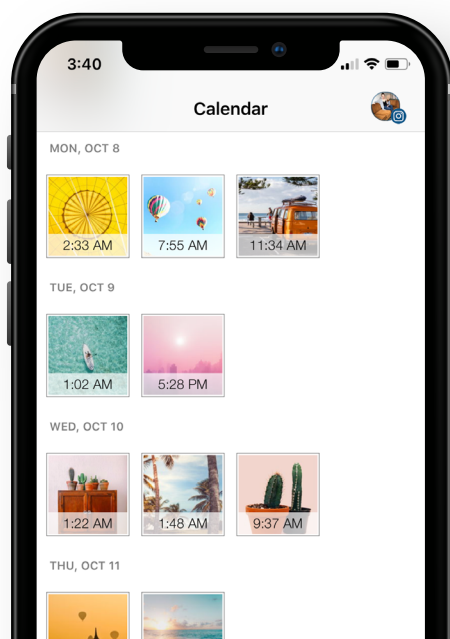 3:40
Calendar
MON, OCT 8
2:33 AM 7:55 AM 11:34 AM
TUE, OCT 9
1:02 AM 5:28 PM
WED, OCT 10
1:22 AM 1:48 AM 9:37 AM
THU, OCT 11